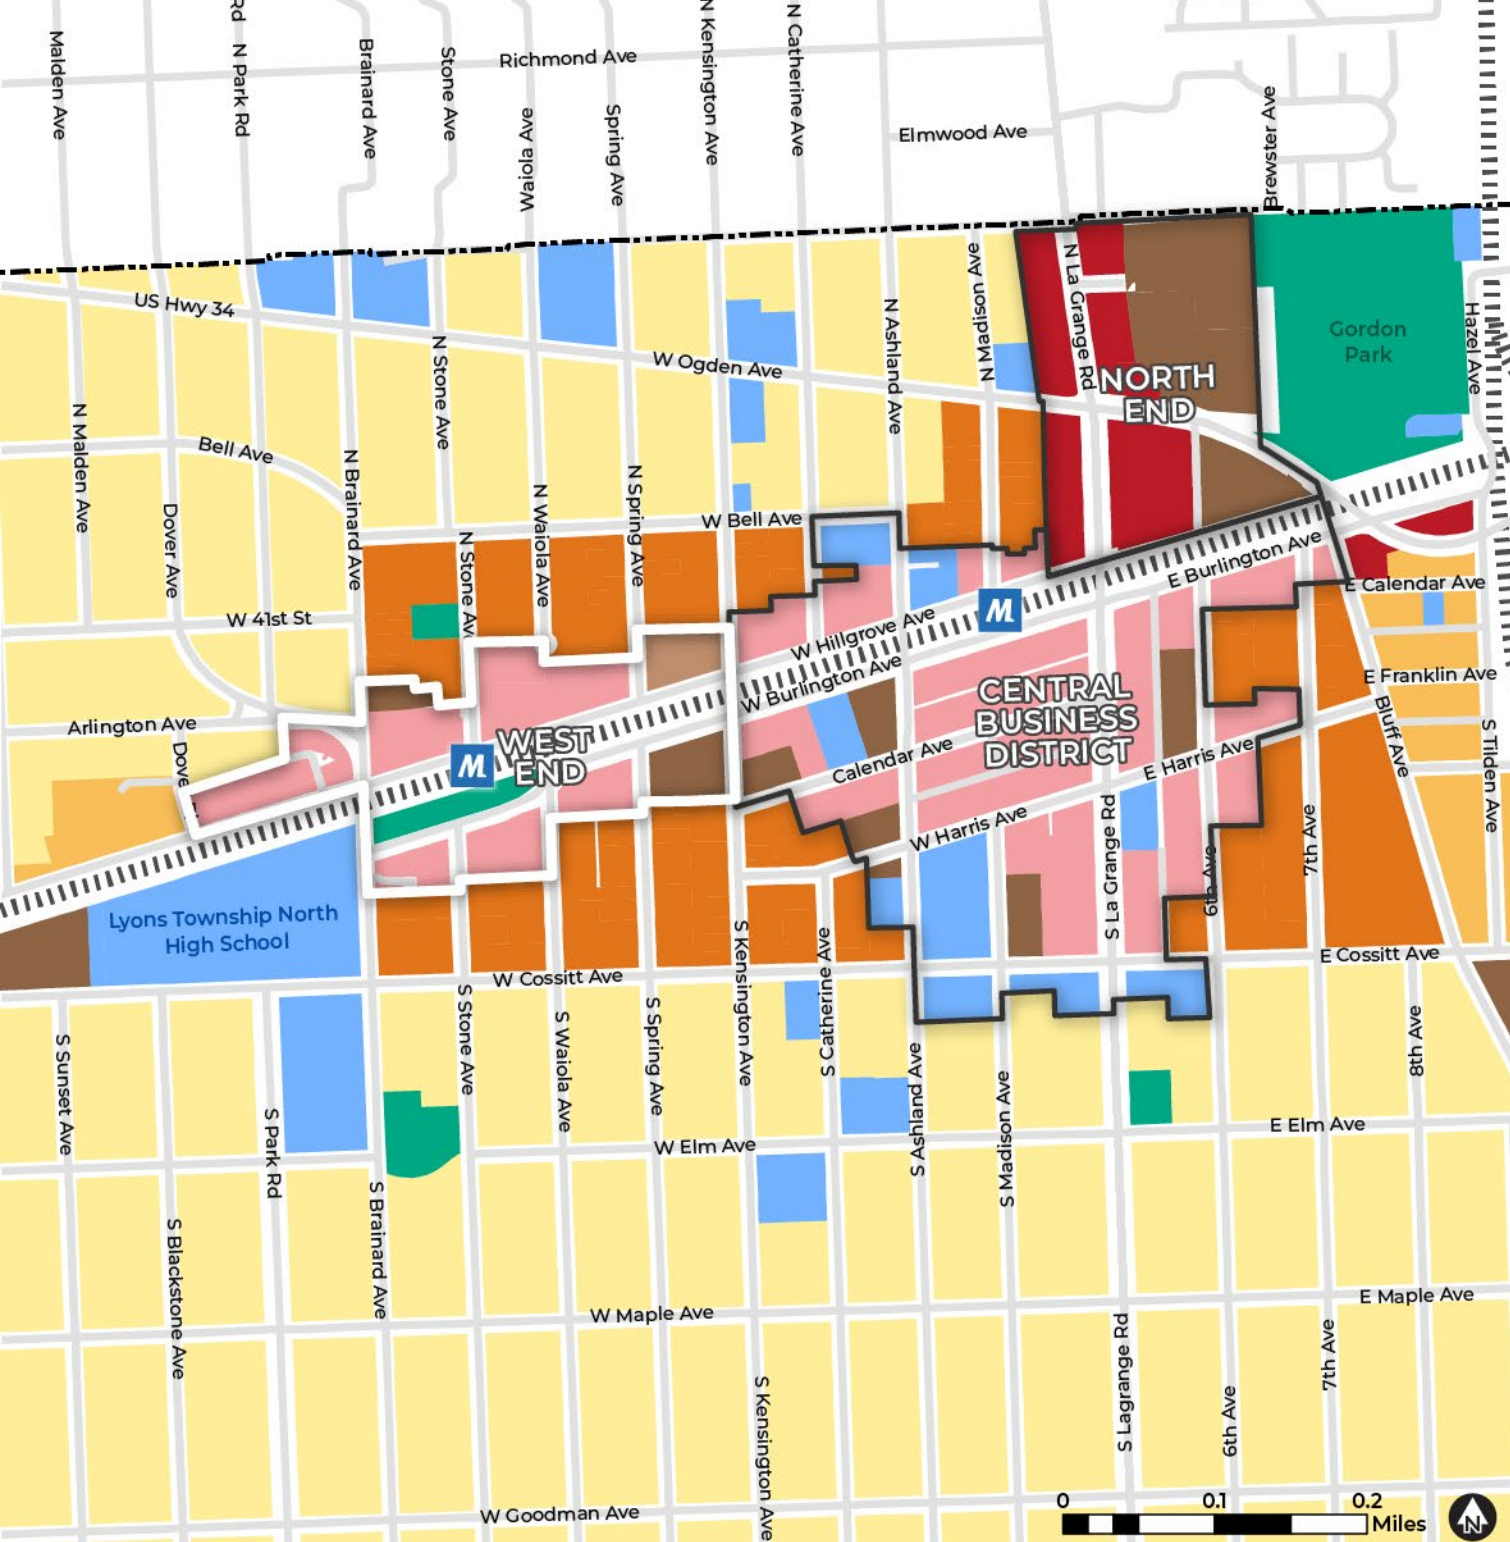 Rd
N Park Rd
Malden Ave
Brainard Ave
Stone Ave
Richmond Ave
Waiola Ave
Spring Ave
N Kensington Ave
N Catherine Ave
Elmwood Ave
Brewster Ave
US Hwy 34
W Ogden Ave
N Stone Ave
N Malden Ave
Bell Ave
Dover Ave
N Brainard Ave
N Stone Ave
N Waiola Ave
N Spring Ave
W Bell Ave
N Ashland Ave
N Madison Ave
N La Grange Rd
NORTH
END
Gordon
Park
Hazel Ave
W 41st St
Arlington Ave
Dove
WEST
END
M
M
W Hillgrove Ave
W Burlington Ave
E Burlington Ave
E Calendar Ave
E Franklin Ave
Bluff Ave
S Tilden Ave
CENTRAL
BUSINESS
DISTRICT
Calendar Ave
E Harris Ave
W Harris Ave
S La Grange Rd
6th Ave
7th Ave
Lyons Township North
High School
W Cossitt Ave
E Cossitt Ave
S Kensington Ave
S Catherine Ave
S Sunset Ave
S Park Rd
S Blackstone Ave
S Brainard Ave
S Stone Ave
S Waiola Ave
S Spring Ave
S Ashland Ave
S Madison Ave
8th Ave
W Elm Ave
E Elm Ave
W Maple Ave
E Maple Ave
S Kensington Ave
S Lagrange Rd
6th Ave
7th Ave
W Goodman Ave
0
0.1
0.2
Miles
N